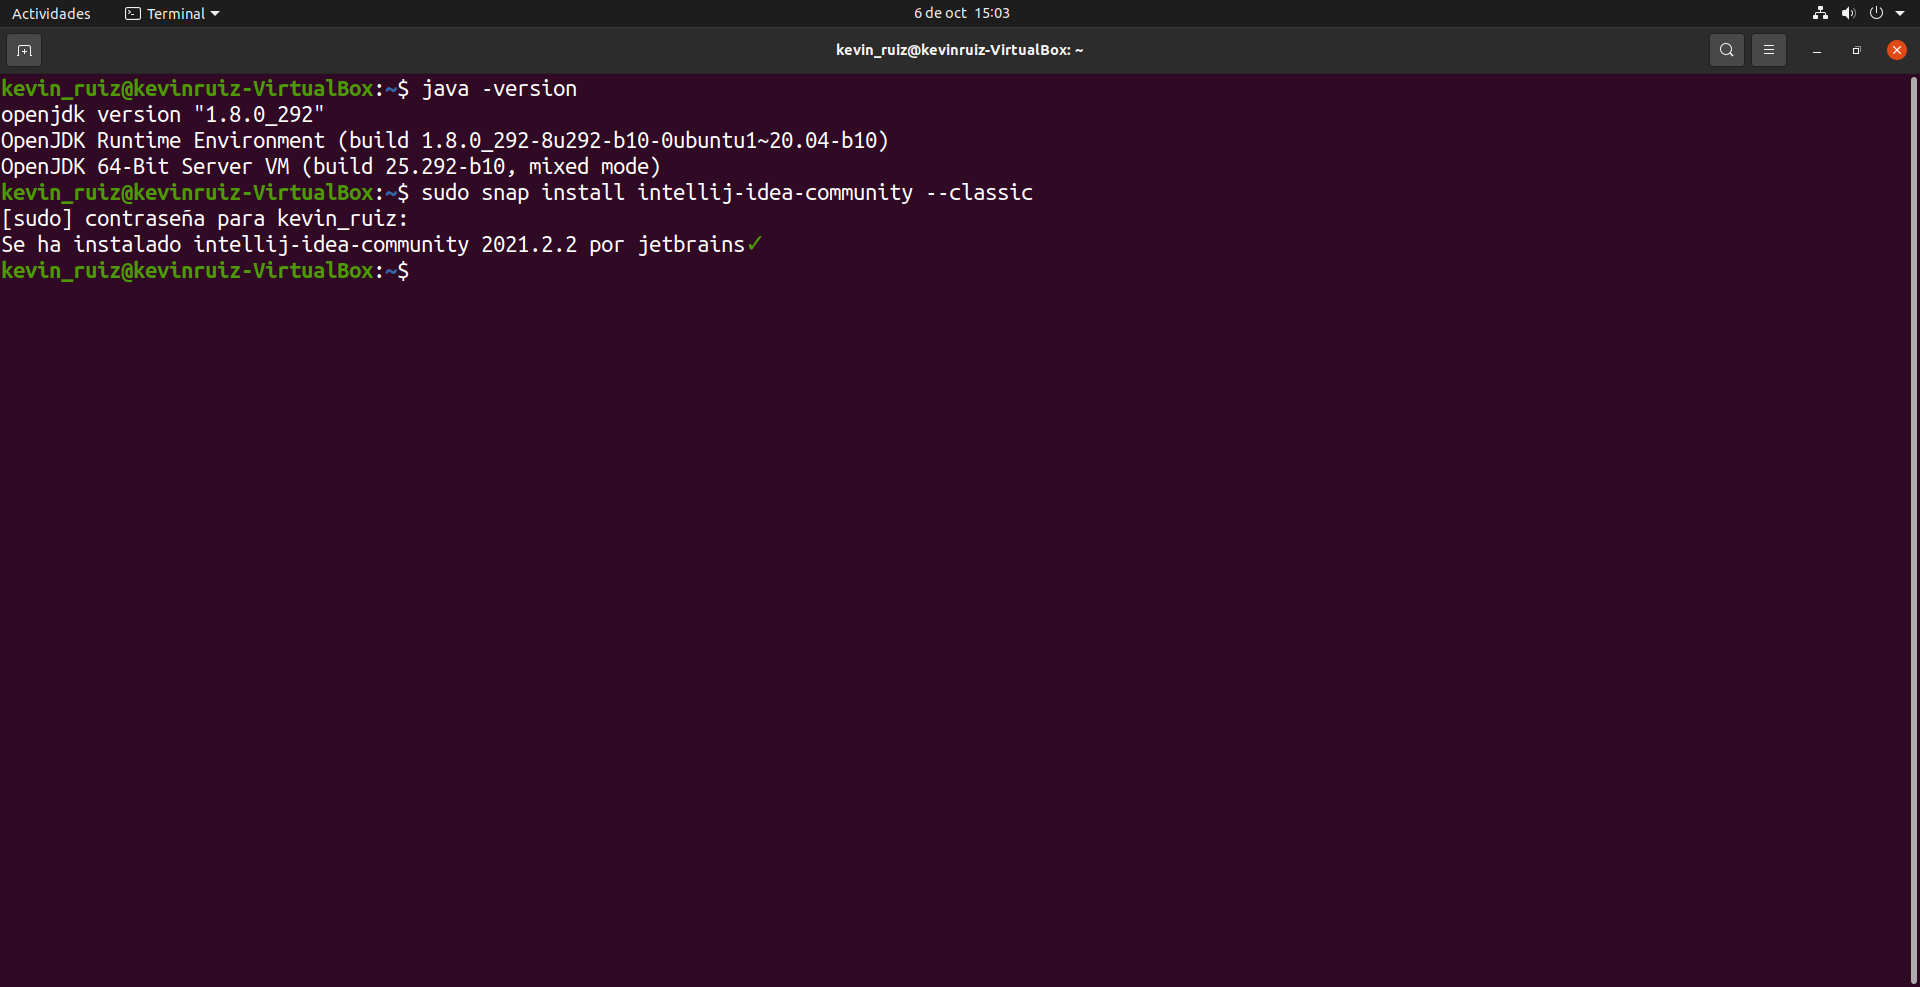 Actividades Terminal 6 de oct 15:03
kevin_ruiz@kevinruiz-VirtualBox: ~
kevin_ruiz@kevinruiz-VirtualBox:~$ java -version
openjdk version "1.8.0_292"
OpenJDK Runtime Environment (build 1.8.0_292-8u292-b10-0ubuntu1~20.04-b10)
OpenJDK 64-Bit Server VM (build 25.292-b10, mixed mode)
kevin_ruiz@kevinruiz-VirtualBox:~$ sudo snap install intellij-idea-community --classic
[sudo] contraseña para kevin_ruiz:
Se ha instalado intellij-idea-community 2021.2.2 por jetbrains✓
kevin_ruiz@kevinruiz-VirtualBox:~$